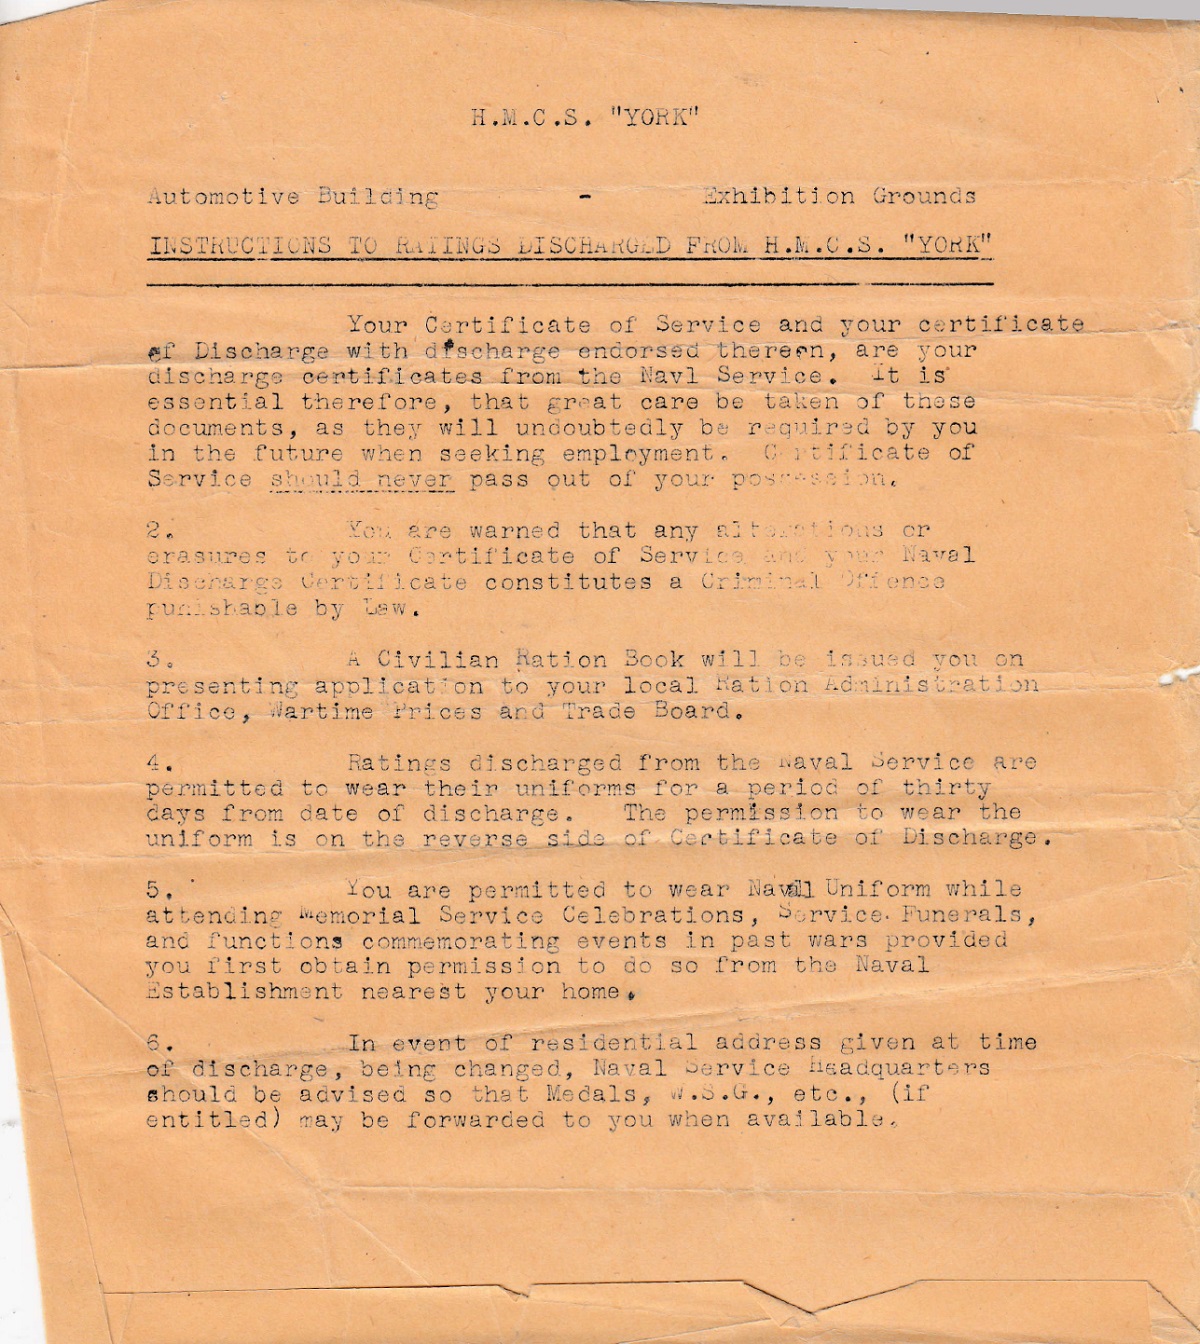 H.M.C.S. "YORK"
Automotive Building - Exhibition Grounds
INSTRUCTIONS TO RATINGS DISCHARGED FROM H.M.C.S. "YORK"
Your Certificate of Service and your certificate
of Discharge with discharge endorsed thereon, are your
discharge certificates from the Navl Service. It is
essential therefore, that great care be taken of these
documents, as they will undoubtedly be required by you
in the future when seeking employment. Certificate of
Service should never pass out of your possession.
2. You are warned that any alterations or
erasures to your Certificate of Service and your Naval
Discharge Certificate constitutes a Criminal Offence
punishable by Law.
3. A Civilian Ration Book will be issued you on
presenting application to your local Ration Administration
Office, Wartime Prices and Trade Board.
4. Ratings discharged from the Naval Service are
permitted to wear their uniforms for a period of thirty
days from date of discharge. The permission to wear the
uniform is on the reverse side of Certificate of Discharge.
5. You are permitted to wear Naval Uniform while
attending Memorial Service Celebrations, Service Funerals,
and functions commemorating events in past wars provided
you first obtain permission to do so from the Naval
Establishment nearest your home.
6. In event of residential address given at time
of discharge, being changed, Naval Service Headquarters
should be advised so that Medals, W.S.G., etc., (if
entitled) may be forwarded to you when available.